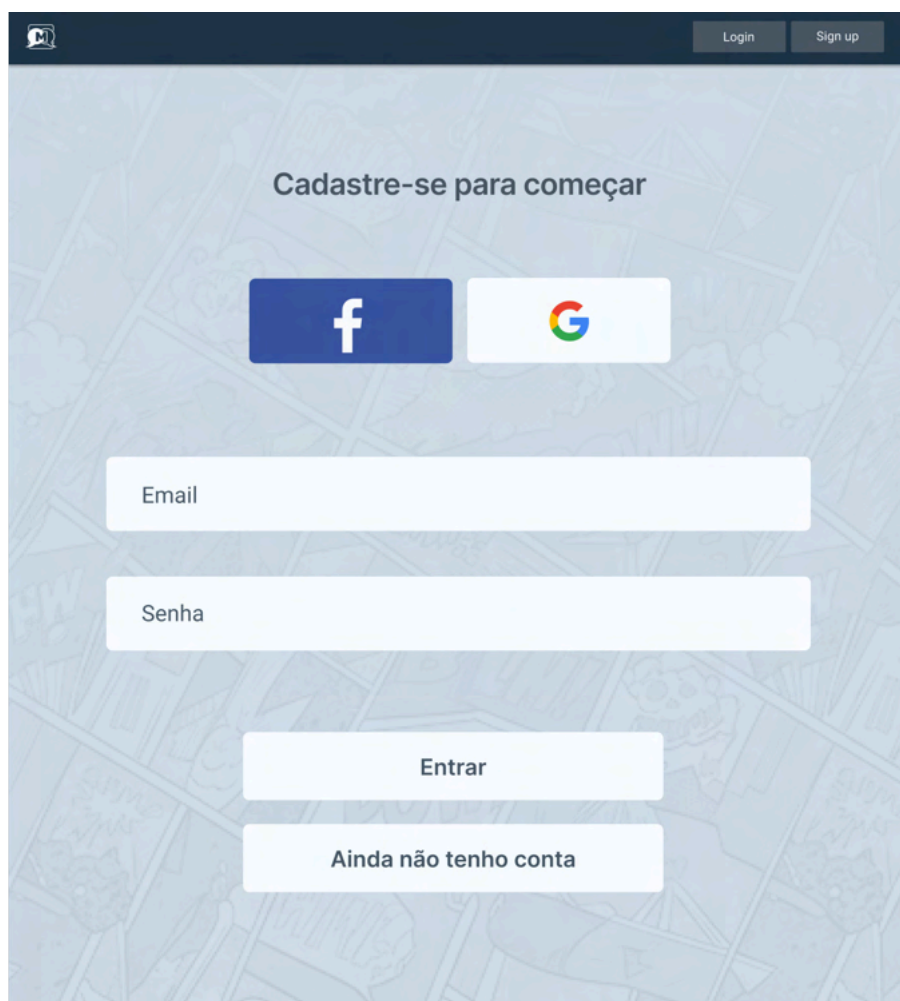 Login
Sign up
Cadastre-se para começar
Email
Senha
Entrar
Ainda não tenho conta